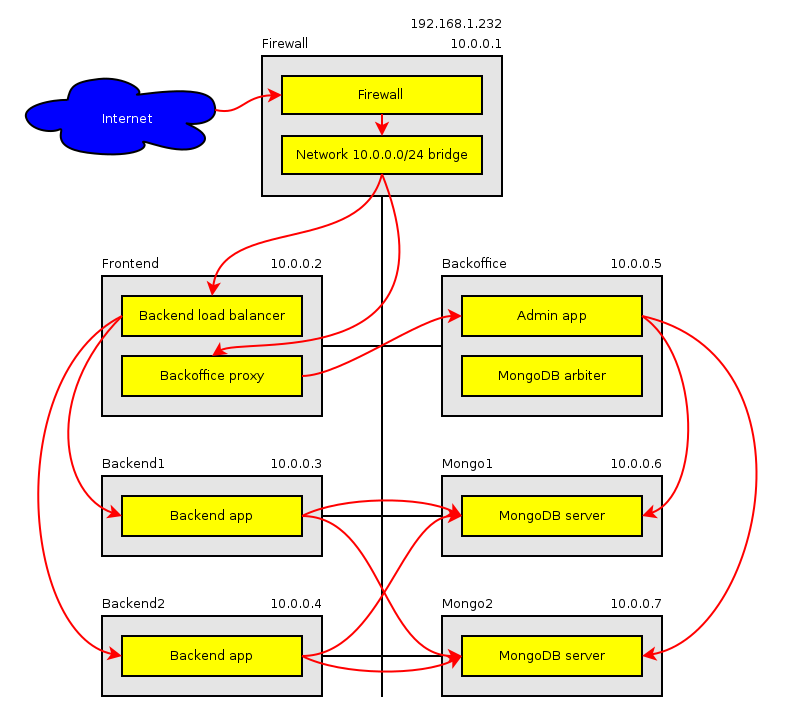 192.168.1.232
Firewall 10.0.0.1
Firewall
Internet
Network 10.0.0.0/24 bridge
Frontend 10.0.0.2
Backoffice 10.0.0.5
Backend load balancer
Admin app
Backoffice proxy
MongoDB arbiter
Backend1 10.0.0.3
Mongo1 10.0.0.6
Backend app
MongoDB server
Backend2 10.0.0.4
Mongo2 10.0.0.7
Backend app
MongoDB server